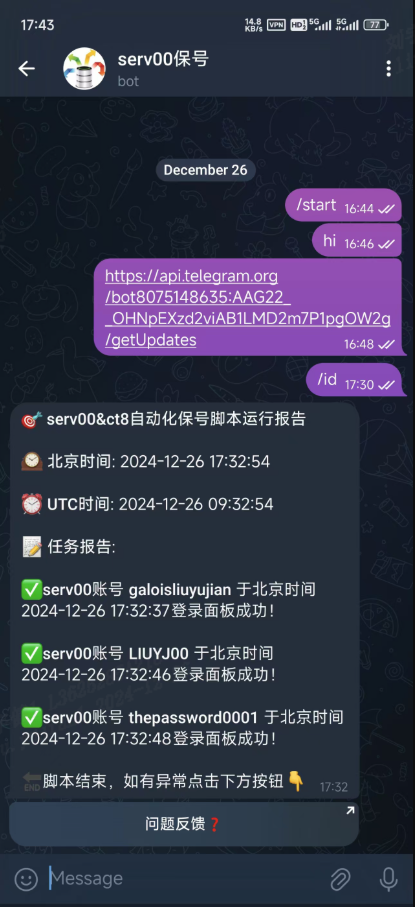 17:43
14.8 KB/s VPN HD 5G 5G 77
serv00保号
bot
December 26
/start 16:44
hi 16:46
https://api.telegram.org
/bot8075148635:AAG22_
_OHNpEXzd2viAB1LMD2m7P1pgOW2g
/getUpdates
16:48
/id 17:30
serv00&ct8自动化保号脚本运行报告
北京时间: 2024-12-26 17:32:54
UTC时间: 2024-12-26 09:32:54
任务报告:
serv00账号 galoisliuyujian 于北京时间
2024-12-26 17:32:37登录面板成功！
serv00账号 LIUYJ00 于北京时间
2024-12-26 17:32:46登录面板成功！
serv00账号 thepassword0001 于北京时间
2024-12-26 17:32:48登录面板成功！
END脚本结束，如有异常点击下方按钮 17:32
问题反馈❓
Message